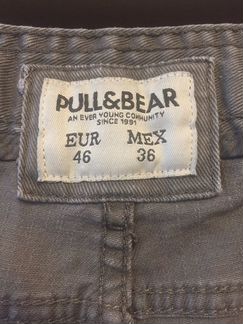 PULL&BEAR
AN EVER YOUNG COMMUNITY
SINCE 1991
EUR MEX
46 36